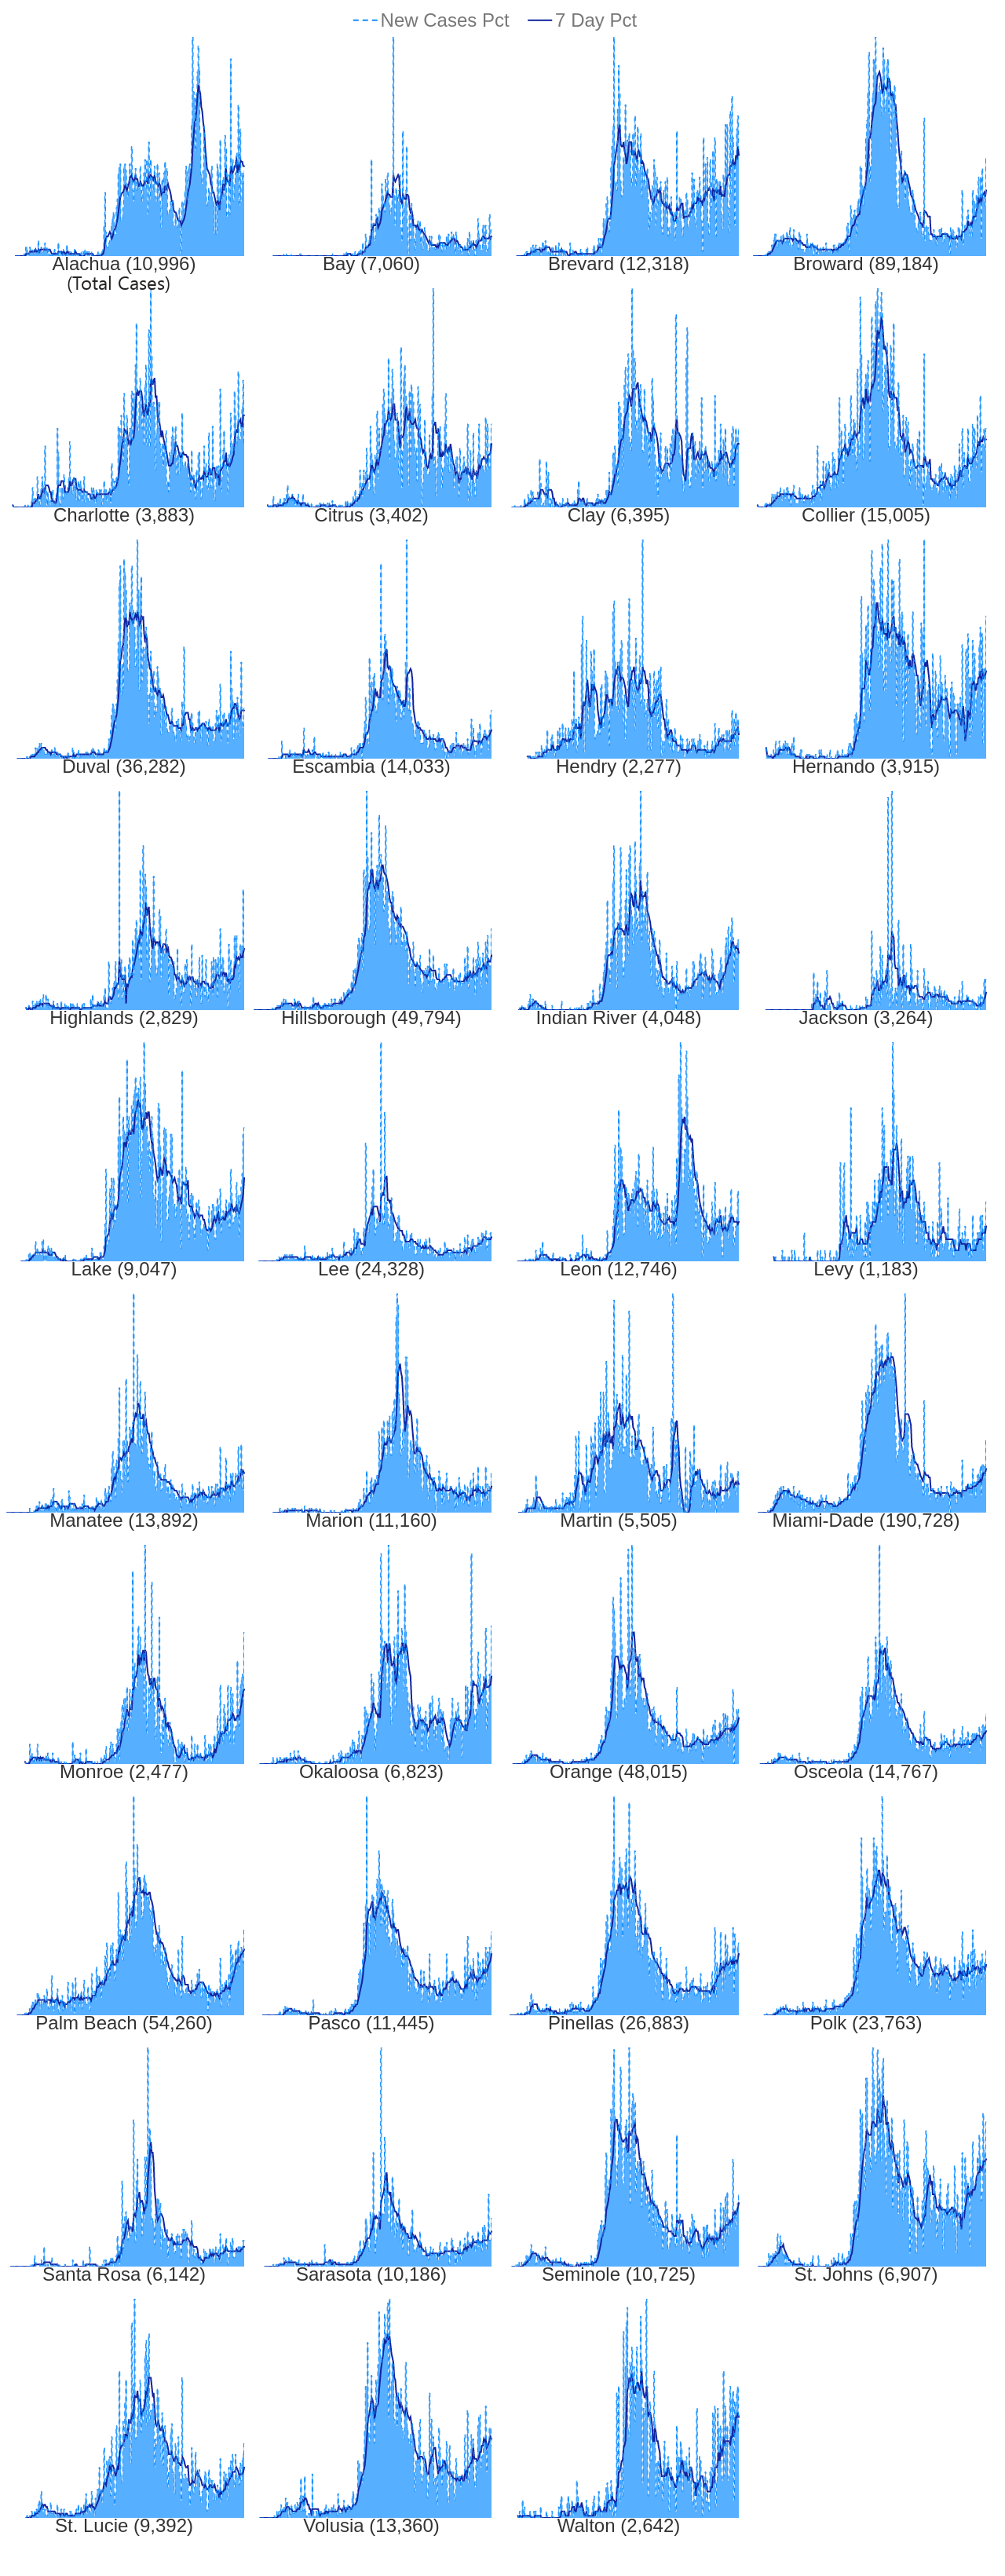 New Cases Pct 7 Day Pct
Alachua (10,996) Bay (7,060) Brevard (12,318) Broward (89,184)
(Total Cases)
Charlotte (3,883) Citrus (3,402) Clay (6,395) Collier (15,005)
Duval (36,282) Escambia (14,033) Hendry (2,277) Hernando (3,915)
Highlands (2,829) Hillsborough (49,794) Indian River (4,048) Jackson (3,264)
Lake (9,047) Lee (24,328) Leon (12,746) Levy (1,183)
Manatee (13,892) Marion (11,160) Martin (5,505) Miami-Dade (190,728)
Monroe (2,477) Okaloosa (6,823) Orange (48,015) Osceola (14,767)
Palm Beach (54,260) Pasco (11,445) Pinellas (26,883) Polk (23,763)
Santa Rosa (6,142) Sarasota (10,186) Seminole (10,725) St. Johns (6,907)
St. Lucie (9,392) Volusia (13,360) Walton (2,642)